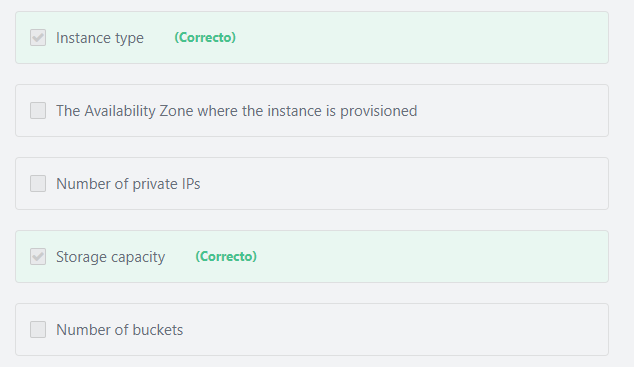 Instance type (Correcto)
The Availability Zone where the instance is provisioned
Number of private IPs
Storage capacity (Correcto)
Number of buckets